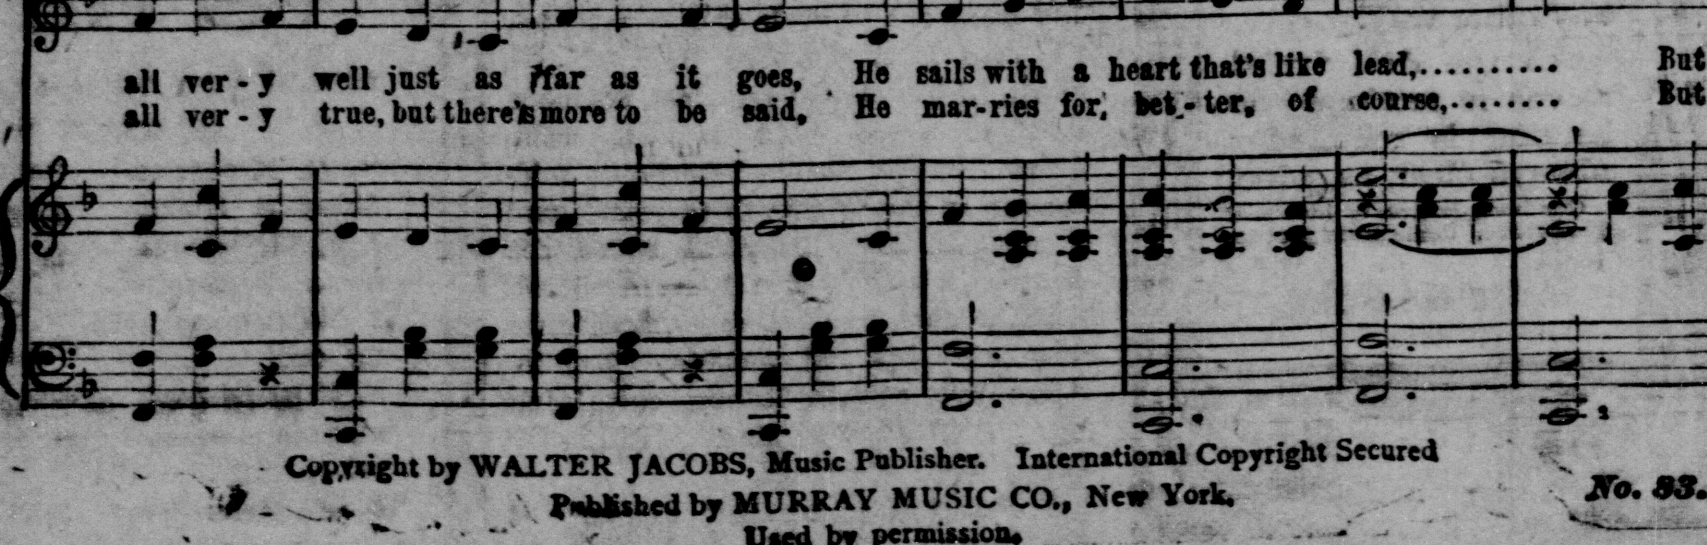 all ver - y well just as far as it goes, He sails with a heart that's like lead,........... But
all ver - y true, but there's more to be said, He mar-ries for, bet - ter, of course,........ But
Copyright by WALTER JACOBS, Music Publisher. International Copyright Secured
Published by MURRAY MUSIC CO., New York.
No. 83.
Used by permission.